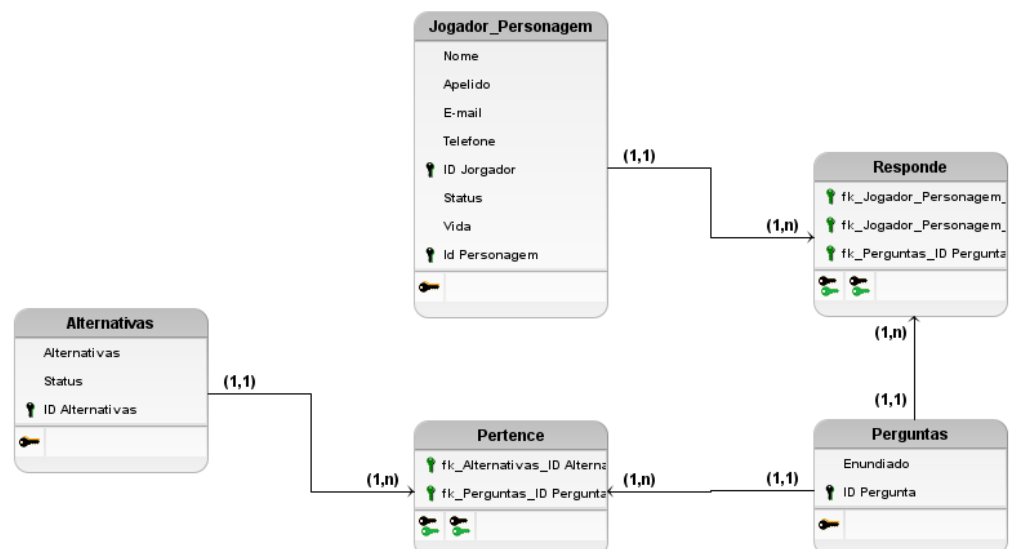 Jogador_Personagem
Nome
Apelido
E-mail
Telefone
ID Jorgador
Status
Vida
Id Personagem
(1,1)
(1,n)
Responde
fk_Jogador_Personagem_
fk_Jogador_Personagem_
fk_Perguntas_ID Pergunta
(1,n)
(1,1)
Alternativas
Alternativas
Status
ID Alternativas
(1,1)
(1,n)
Pertence
fk_Alternativas_ID Alterna
fk_Perguntas_ID Pergunta
(1,n)
(1,1)
Perguntas
Enundiado
ID Pergunta